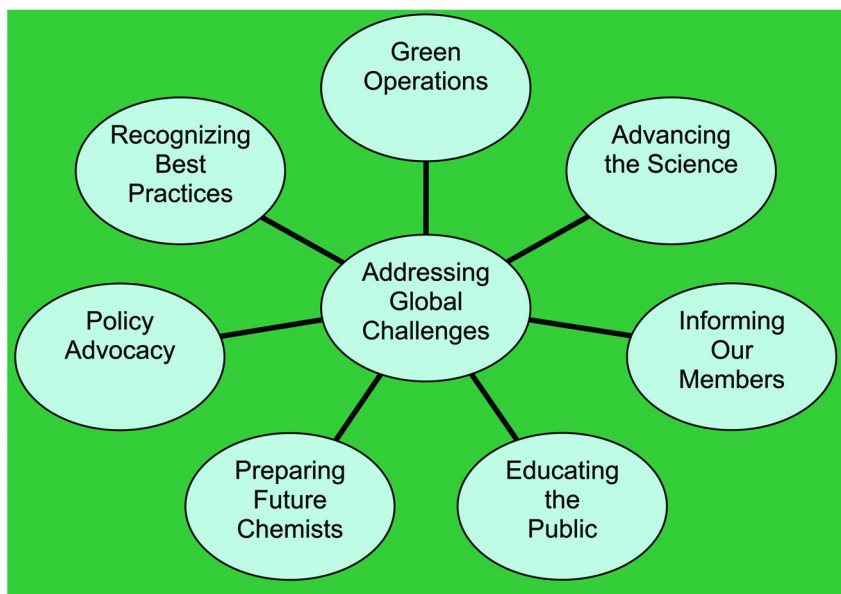 Green
Operations
Advancing
the Science
Informing
Our
Members
Educating
the
Public
Preparing
Future
Chemists
Policy
Advocacy
Recognizing
Best
Practices
Addressing
Global
Challenges